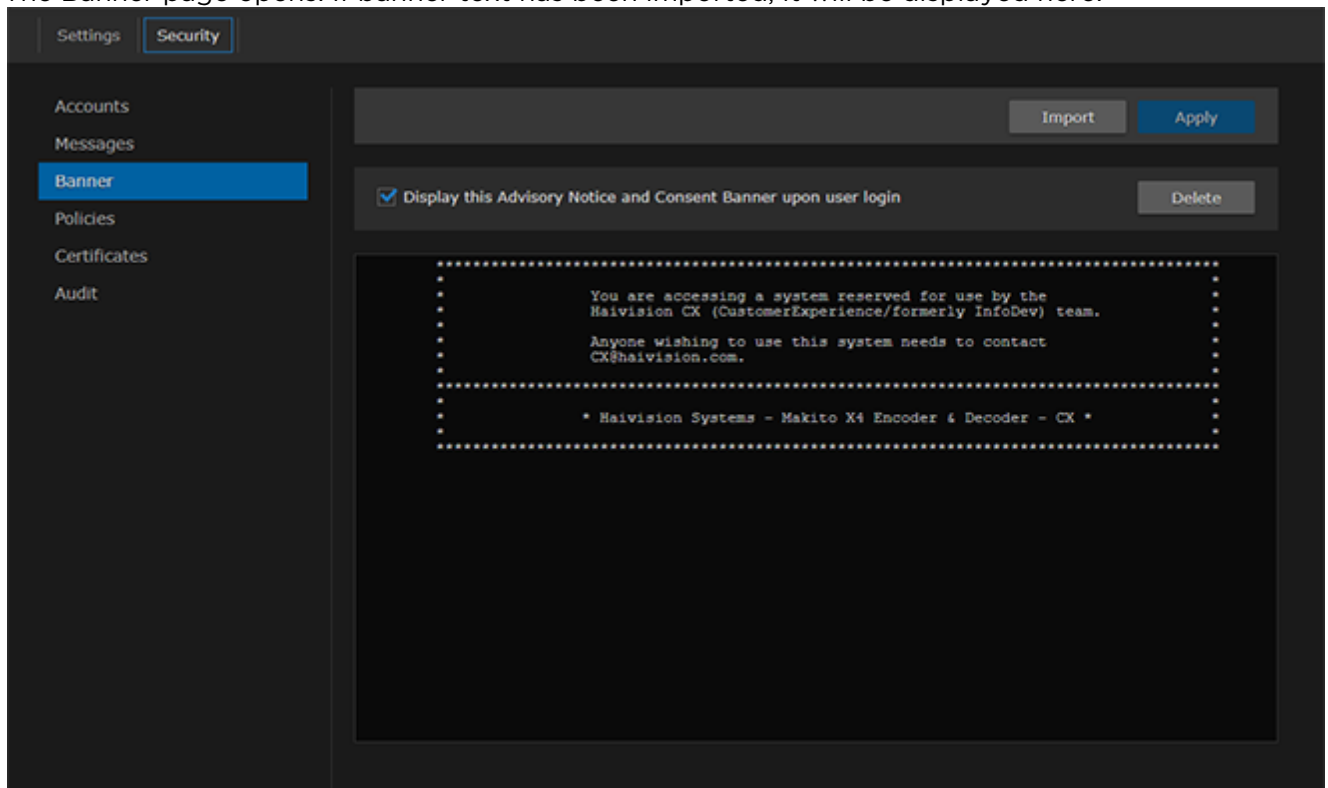 The Banner page opens. If banner text has been imported, it will be displayed here.
Settings Security
Accounts
Messages
Banner
Policies
Certificates
Audit
Import Apply
Display this Advisory Notice and Consent Banner upon user login Delete
You are accessing a system reserved for use by the
Haivision CX (CustomerExperience/formerly InfoDev) team.
Anyone wishing to use this system needs to contact
CX@haivision.com.
* Haivision Systems - Makito X4 Encoder & Decoder - CX *